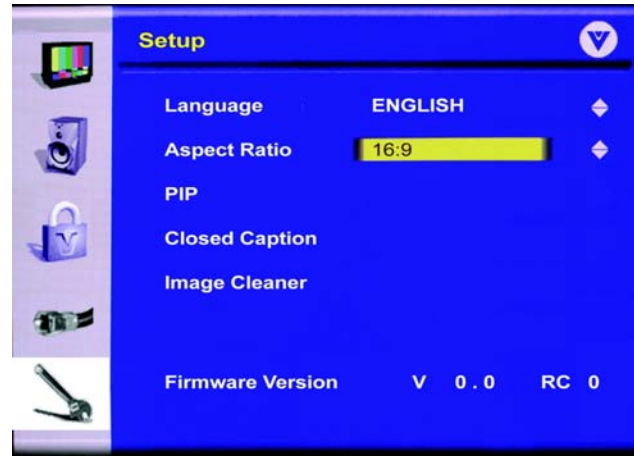 Setup
Language ENGLISH
Aspect Ratio 16:9
PIP
Closed Caption
Image Cleaner
Firmware Version V 0 . 0 RC 0